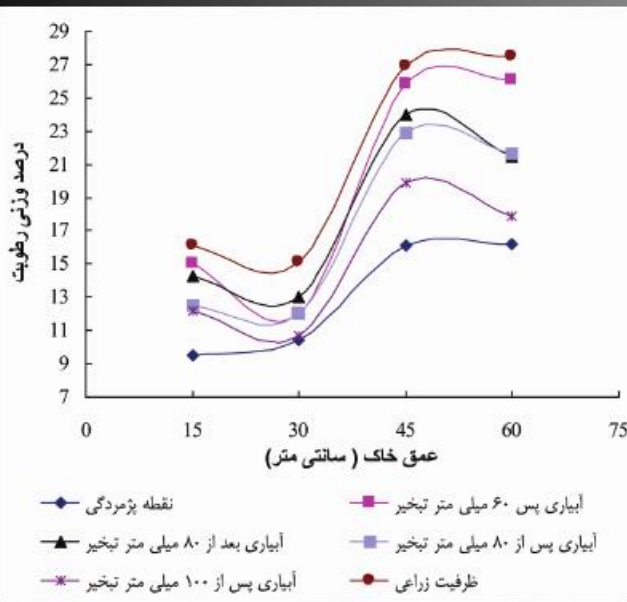 29
27
25
23
21
19
17
15
13
11
9
7
درصد وزنی رطوبت
0 15 30 45 60 75
عمق خاک ( سانتی متر)
نقطه پژمردگی
آبیاری پس ۶۰ میلی متر تبخیر
آبیاری بعد از ۸۰ میلی متر تبخیر
آبیاری پس از ۸۰ میلی متر تبخیر
آبیاری پس از ۱۰۰ میلی متر تبخیر
ظرفیت زراعی